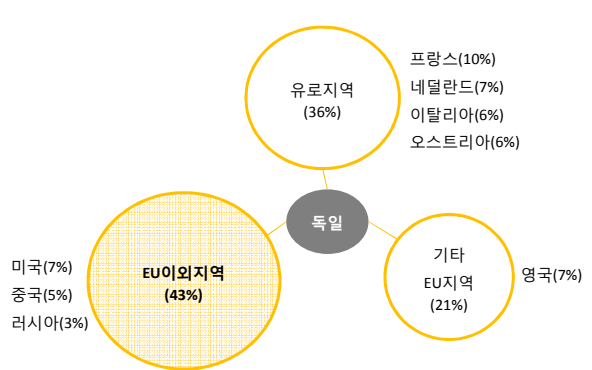 유로지역
(36%)
프랑스(10%)
네덜란드(7%)
이탈리아(6%)
오스트리아(6%)
독일
미국(7%)
중국(5%)
러시아(3%)
EU이외지역
(43%)
기타
EU지역
(21%)
영국(7%)